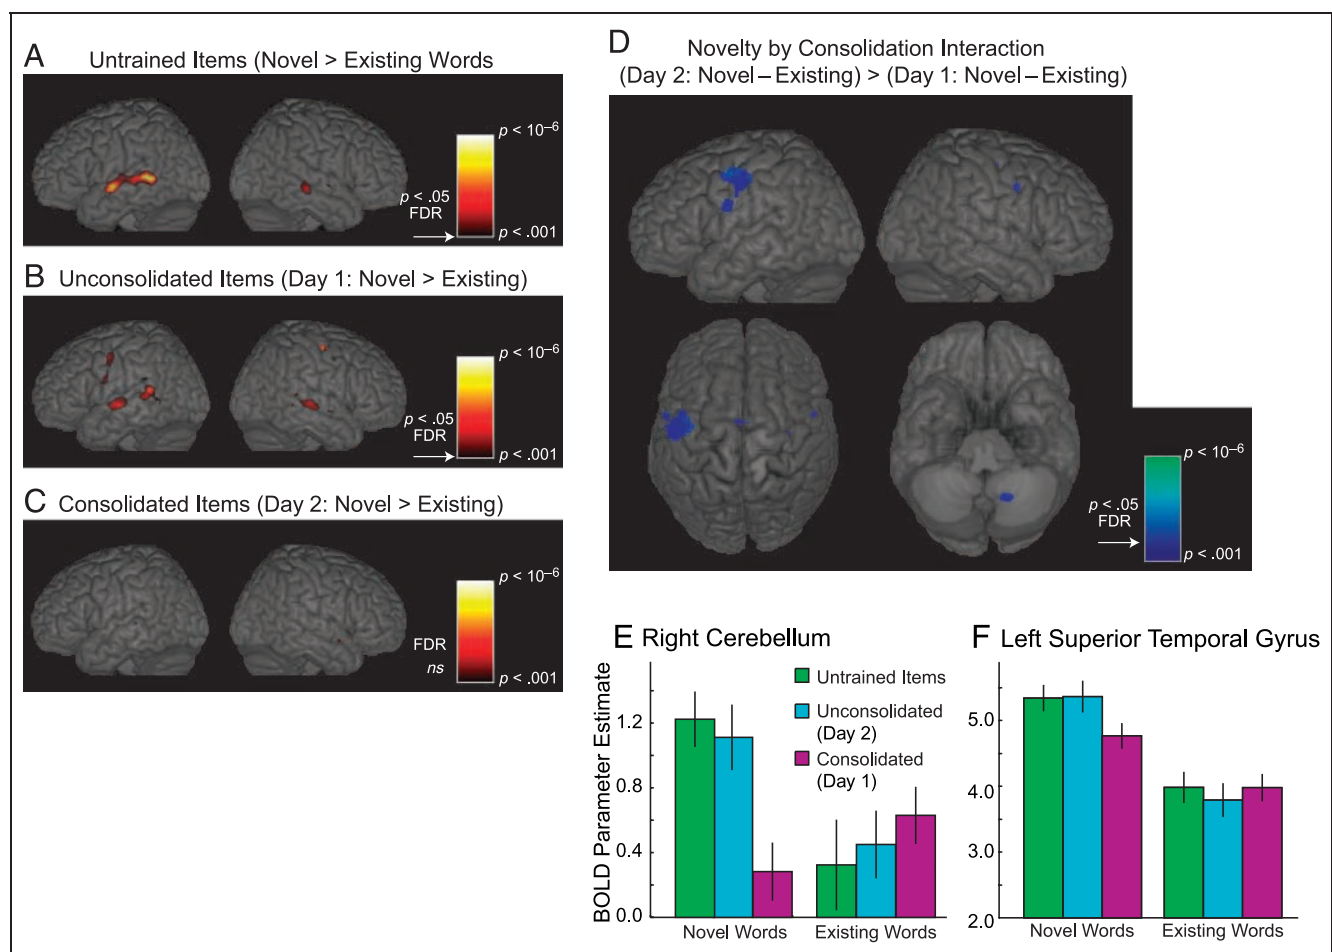 A
Untrained Items (Novel > Existing Words
p < 10–6
p < .05
FDR
p < .001
B
Unconsolidated Items (Day 1: Novel > Existing)
p < 10–6
p < .05
FDR
p < .001
C
Consolidated Items (Day 2: Novel > Existing)
p < 10–6
FDR
ns
p < .001
D
Novelty by Consolidation Interaction
(Day 2: Novel – Existing) > (Day 1: Novel – Existing)
p < 10–6
p < .05
FDR
p < .001
E Right Cerebellum
BOLD Parameter Estimate
1.2
0.8
0.4
0.0
Untrained Items
Unconsolidated
(Day 2)
Consolidated
(Day 1)
Novel Words
Existing Words
F Left Superior Temporal Gyrus
5.0
4.0
3.0
2.0
Novel Words
Existing Words